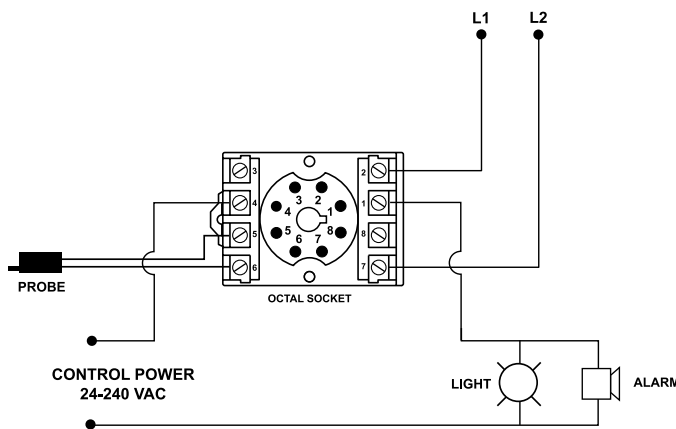 L1 L2
3 2
3 2
4 1
4 1
5 8
5 8
6 7
6 7
PROBE
OCTAL SOCKET
CONTROL POWER
24-240 VAC
LIGHT
ALARM